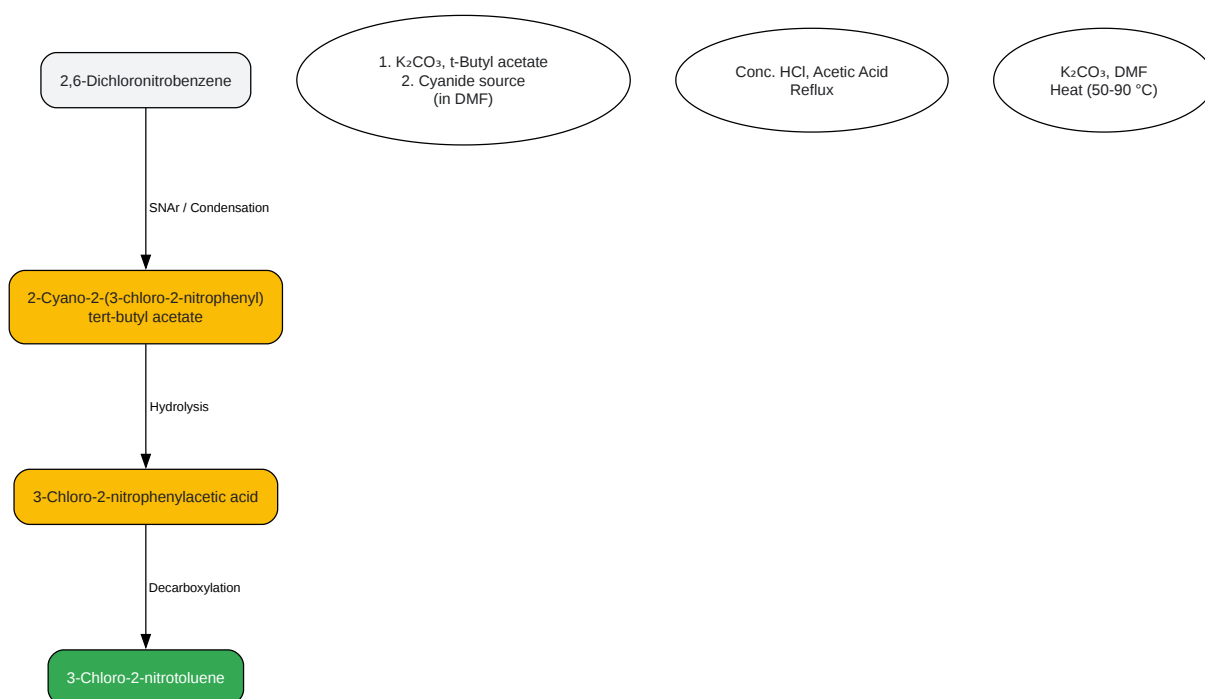 2,6-Dichloronitrobenzene
1. K₂CO₃, t-Butyl acetate
2. Cyanide source
(in DMF)
Conc. HCl, Acetic Acid
Reflux
K₂CO₃, DMF
Heat (50-90 °C)
SNAr / Condensation
2-Cyano-2-(3-chloro-2-nitrophenyl)
tert-butyl acetate
Hydrolysis
3-Chloro-2-nitrophenylacetic acid
Decarboxylation
3-Chloro-2-nitrotoluene